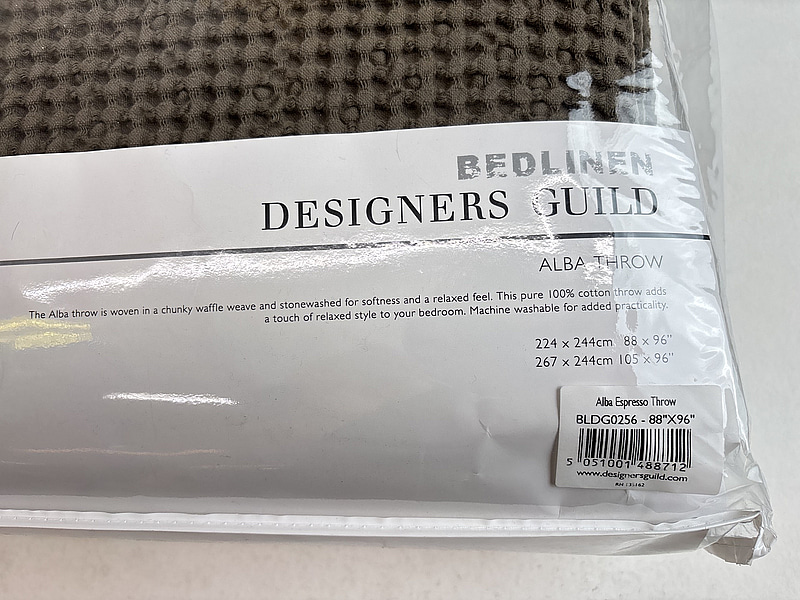 BEDLINEN
DESIGNERS GUILD
ALBA THROW
The Alba throw is woven in a chunky waffle weave and stonewashed for softness and a relaxed feel. This pure 100% cotton throw adds
a touch of relaxed style to your bedroom. Machine washable for added practicality.
224 x 244cm 88 x 96"
267 x 244cm 105 x 96"
Alba Espresso Throw
BLDG0256 - 88"X96"
5 051001 488712
www.designersguild.com